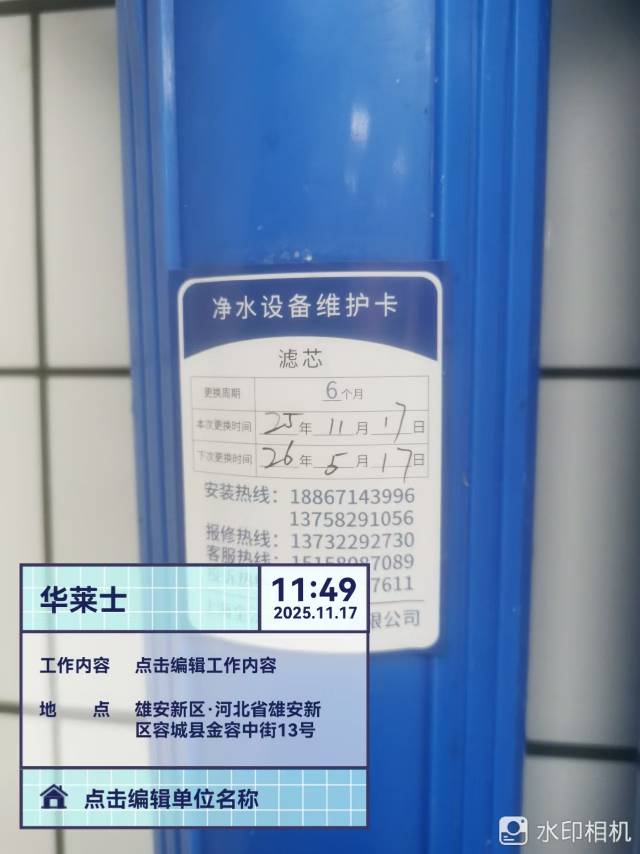 净水设备维护卡
滤芯
更换周期 6个月
本次更换时间 25年11月17日
下次更换时间 26年5月17日
安装热线：18867143996
13758291056
报修热线：13732292730
客服热线：15158087089
7611
限公司
华莱士
11:49
2025.11.17
工作内容 点击编辑工作内容
地 点 雄安新区·河北省雄安新
区容城县金容中街13号
点击编辑单位名称
水印相机